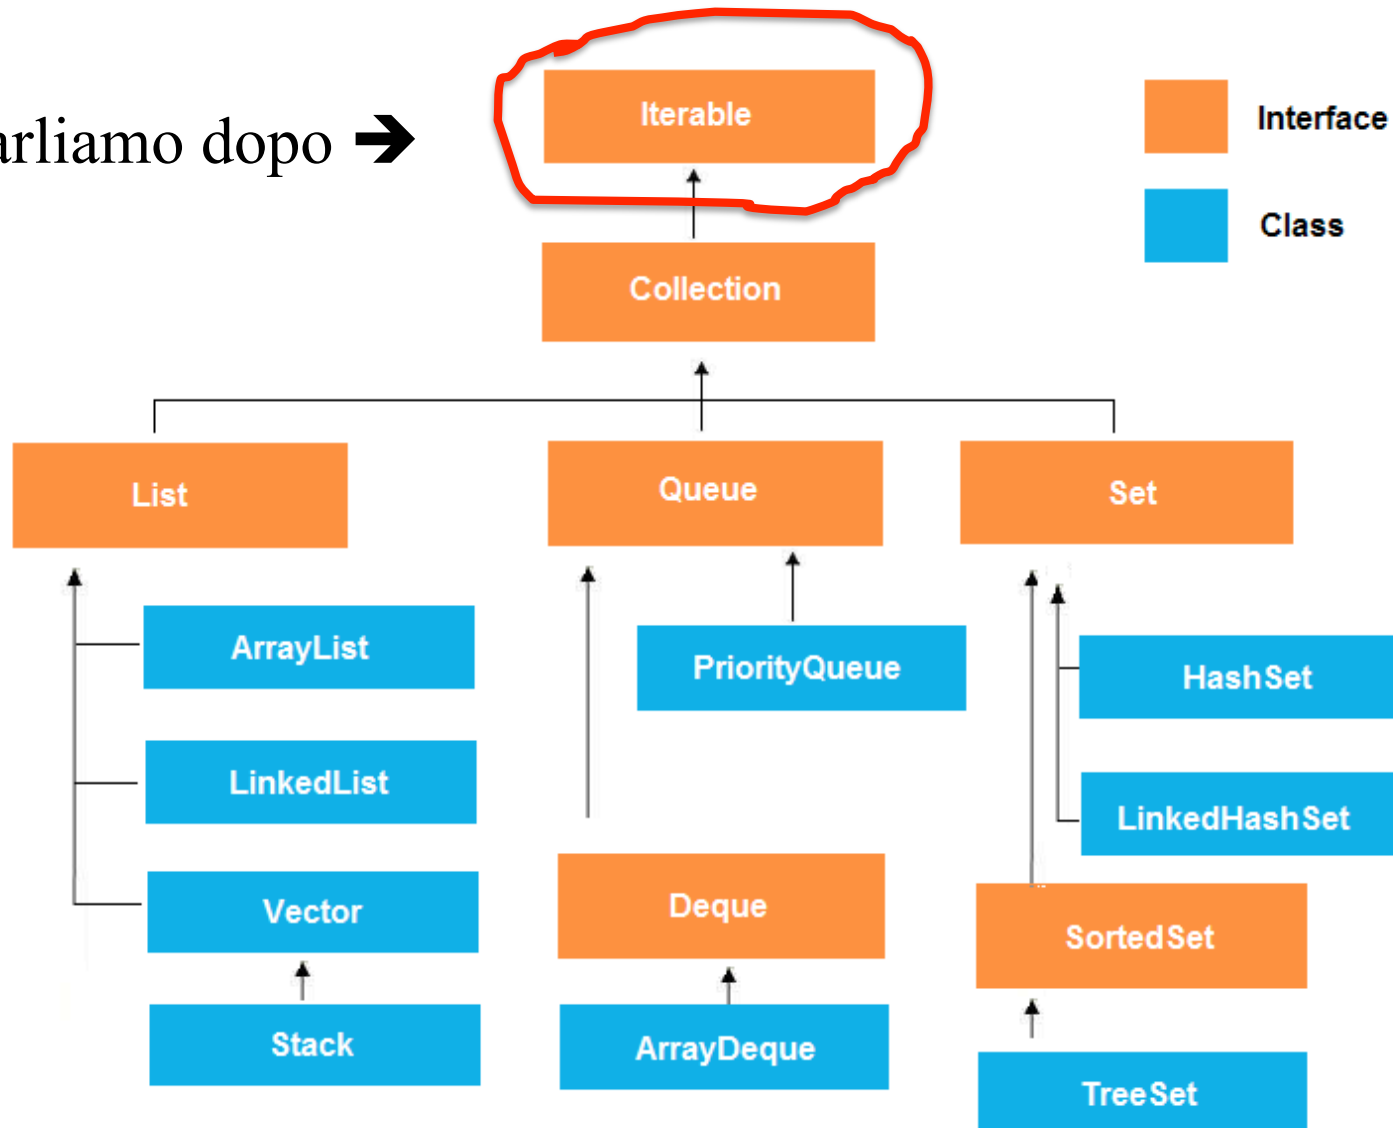 arliamo dopo ➔
Iterable
Interface
Class
Collection
List
Queue
Set
ArrayList
PriorityQueue
HashSet
LinkedList
LinkedHashSet
Vector
Deque
SortedSet
Stack
ArrayDeque
TreeSet